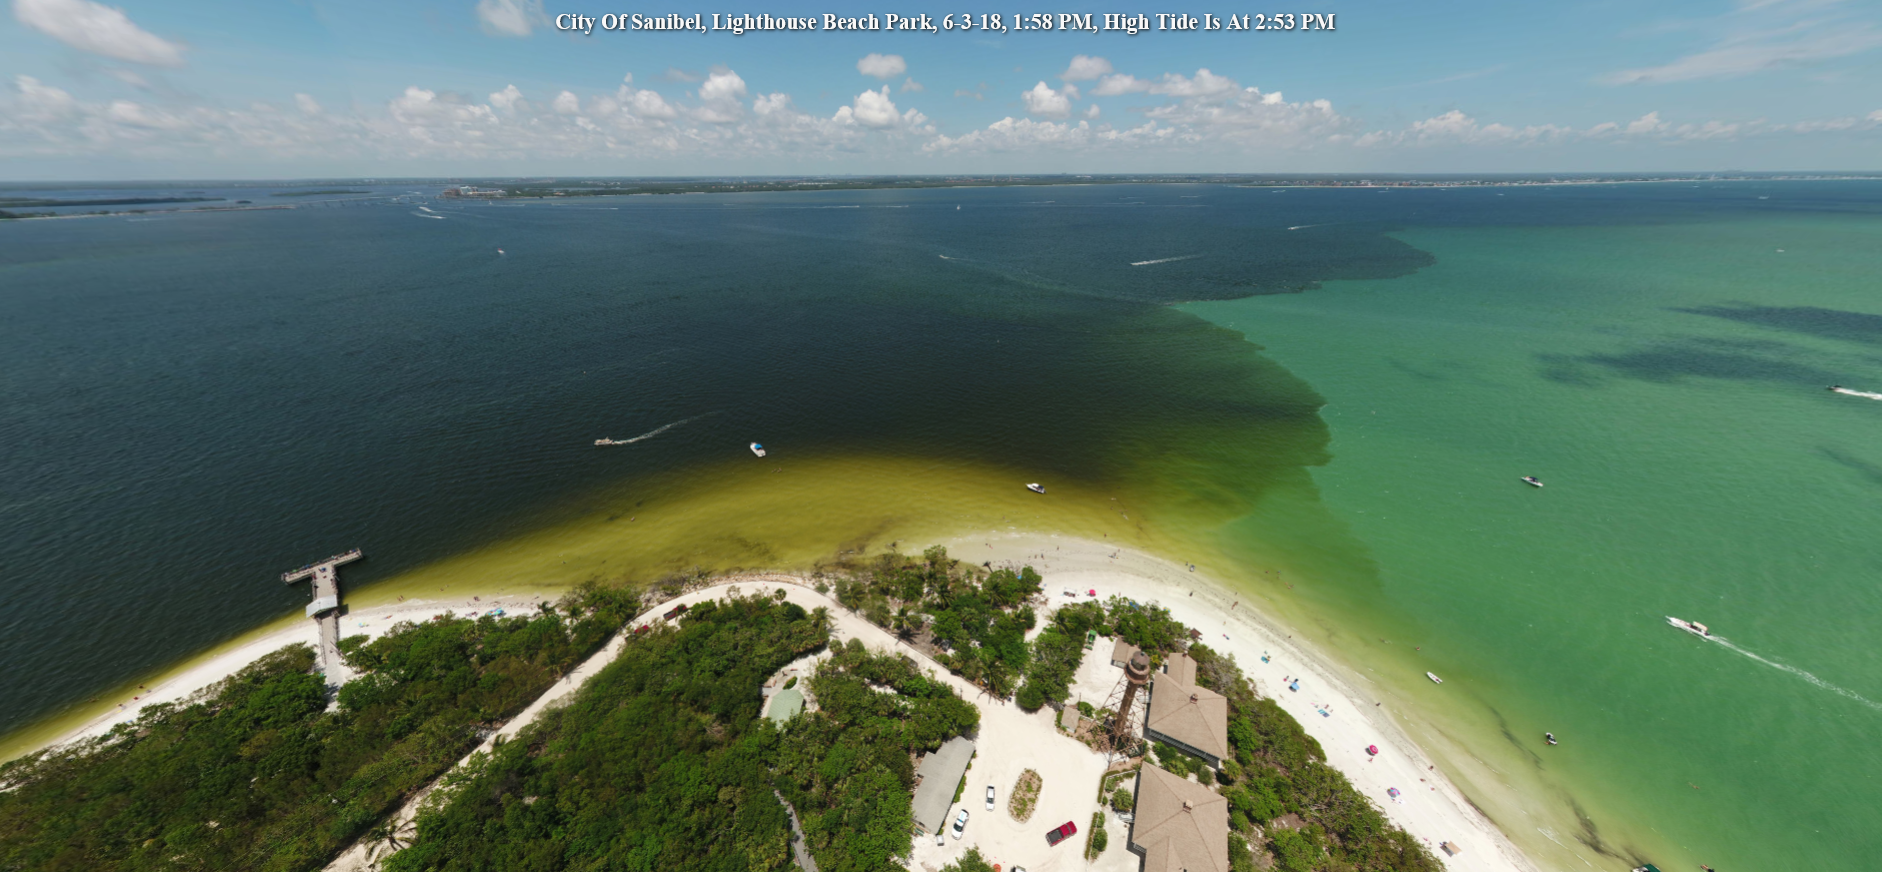 City Of Sanibel, Lighthouse Beach Park, 6-3-18, 1:58 PM, High Tide Is At 2:53 PM